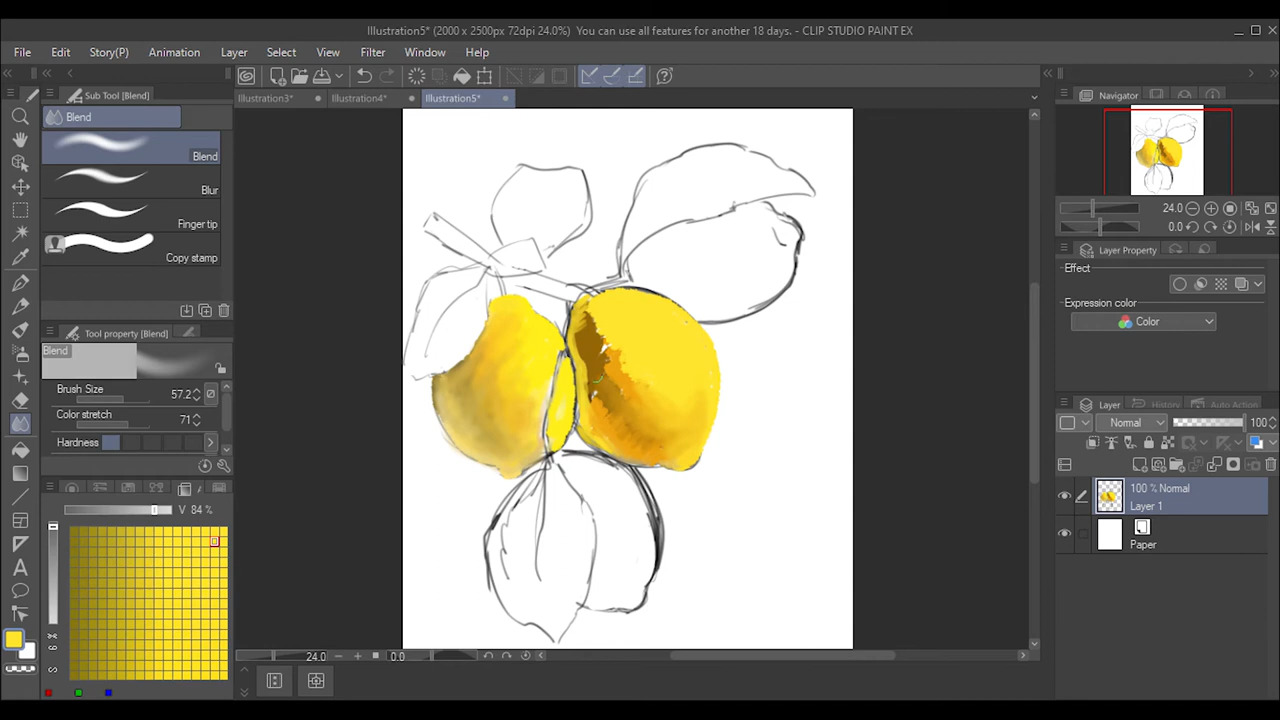 Illustration5* (2000 x 2500px 72dpi 24.0%) You can use all features for another 18 days. - CLIP STUDIO PAINT EX
File Edit Story(P) Animation Layer Select View Filter Window Help
Sub Tool [Blend]
Illustration3* Illustration4* Illustration5*
Navigator
Blend
Blend
Blur
Finger tip
Copy stamp
24.0
0.0
Layer Property
Effect
Expression color
Color
Tool property [Blend]
Blend
Brush Size 57.2
Color stretch 71
Hardness
Layer History Auto Action
Normal 100
100 % Normal
Layer 1
Paper
V 84 %
24.0 0.0